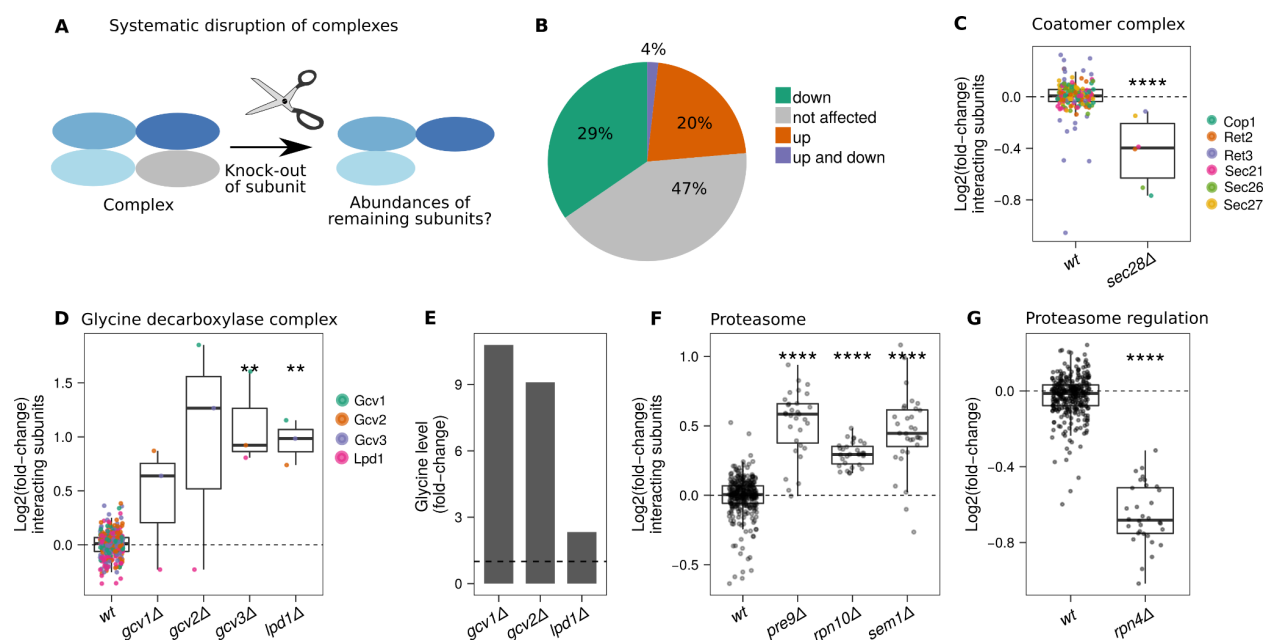 A Systematic disruption of complexes
Complex
Knock-out
of subunit
Abundances of
remaining subunits?
B
4%
29%
20%
47%
down
not affected
up
up and down
C Coatomer complex
Log2(fold−change)
interacting subunits
0.0
−0.4
−0.8
****
wt
sec28Δ
Cop1
Ret2
Ret3
Sec21
Sec26
Sec27
D Glycine decarboxylase complex
Log2(fold−change)
interacting subunits
1.5
1.0
0.5
0.0
**
**
wt
gcv1Δ
gcv2Δ
gcv3Δ
lpd1Δ
Gcv1
Gcv2
Gcv3
Lpd1
E
Glycine level
(fold−change)
9
6
3
0
gcv1Δ
gcv2Δ
lpd1Δ
F Proteasome
Log2(fold−change)
interacting subunits
1.0
0.5
0.0
−0.5
****
****
****
wt
pre9Δ
rpn10Δ
sem1Δ
G Proteasome regulation
Log2(fold−change)
0.0
−0.4
−0.8
****
wt
rpn4Δ